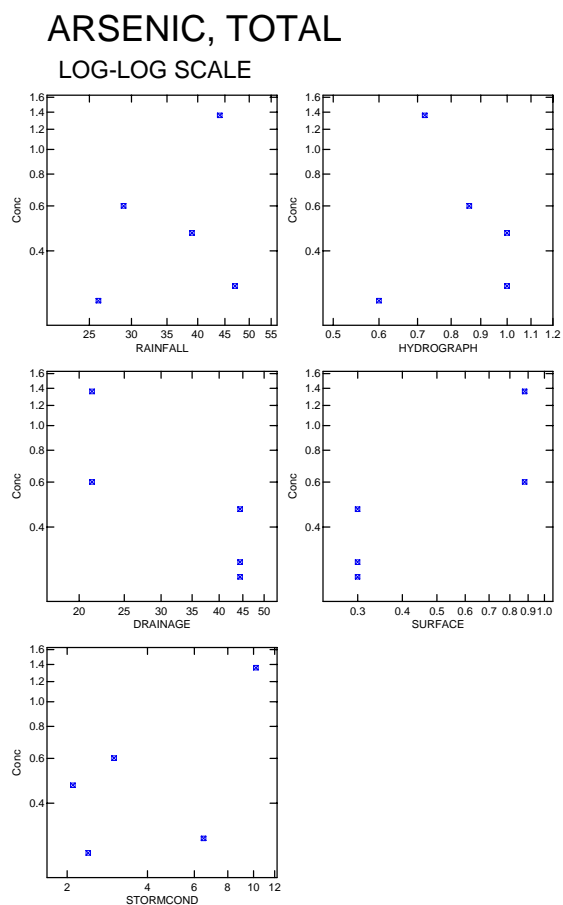 ARSENIC, TOTAL
LOG-LOG SCALE
1.6
1.4
1.2
1.0
0.8
0.6
0.4
Conc
25 30 35 40 45 50 55
RAINFALL
1.6
1.4
1.2
1.0
0.8
0.6
0.4
Conc
0.5 0.6 0.7 0.8 0.9 1.0 1.2
HYDROGRAPH
1.6
1.4
1.2
1.0
0.8
0.6
0.4
Conc
20 25 30 35 40 45 50
DRAINAGE
1.6
1.4
1.2
1.0
0.8
0.6
0.4
Conc
0.3 0.4 0.5 0.6 0.7 0.8 0.9 1.0
SURFACE
1.6
1.4
1.2
1.0
0.8
0.6
0.4
Conc
2 4 6 8 10 12
STORMCOND